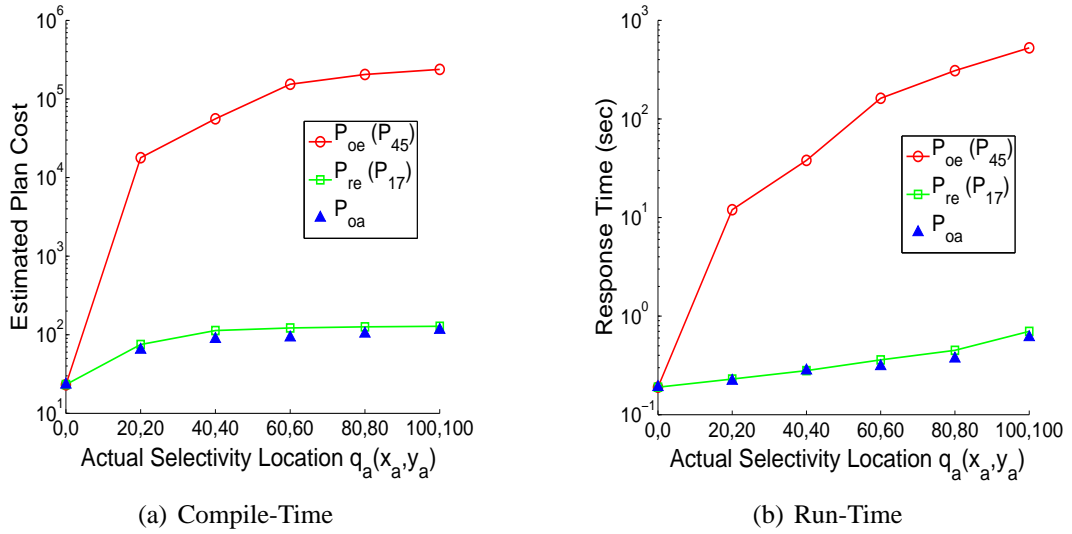 10^6
10^5
10^4
10^3
10^2
10^1
Estimated Plan Cost
P_oe (P_45)
P_re (P_17)
P_oa
0,0 20,20 40,40 60,60 80,80 100,100
Actual Selectivity Location q_a(x_a,y_a)
(a) Compile-Time
10^3
10^2
10^1
10^0
10^−1
Response Time (sec)
P_oe (P_45)
P_re (P_17)
P_oa
0,0 20,20 40,40 60,60 80,80 100,100
Actual Selectivity Location q_a(x_a,y_a)
(b) Run-Time